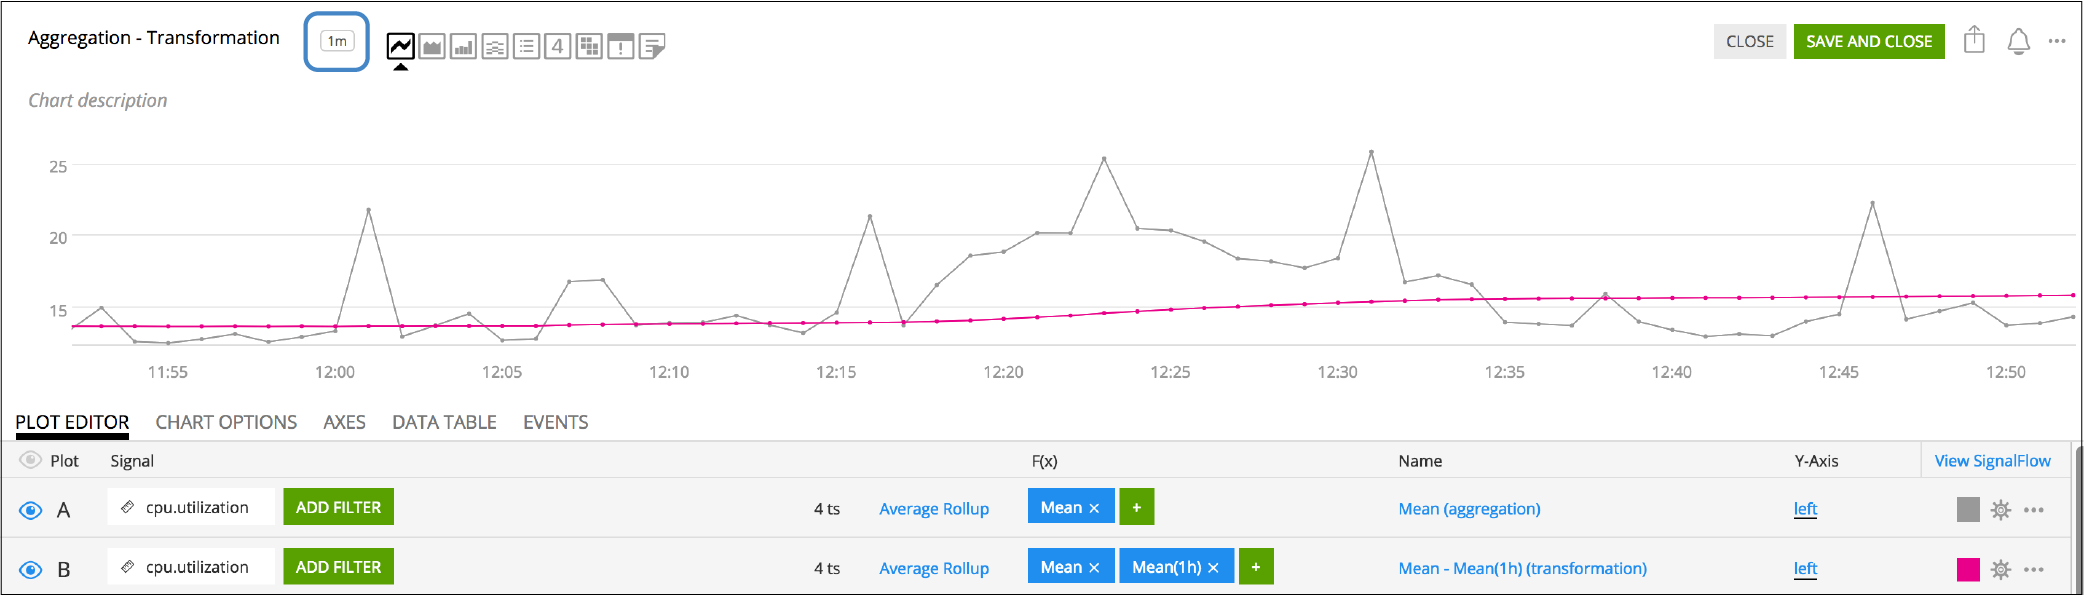 Aggregation - Transformation 1m 4 CLOSE SAVE AND CLOSE
Chart description
25
20
15
11:55 12:00 12:05 12:10 12:15 12:20 12:25 12:30 12:35 12:40 12:45 12:50
PLOT EDITOR CHART OPTIONS AXES DATA TABLE EVENTS
Plot Signal F(x) Name Y-Axis View SignalFlow
A cpu.utilization ADD FILTER 4 ts Average Rollup Mean × + Mean (aggregation) left
B cpu.utilization ADD FILTER 4 ts Average Rollup Mean × Mean(1h) × + Mean - Mean(1h) (transformation) left